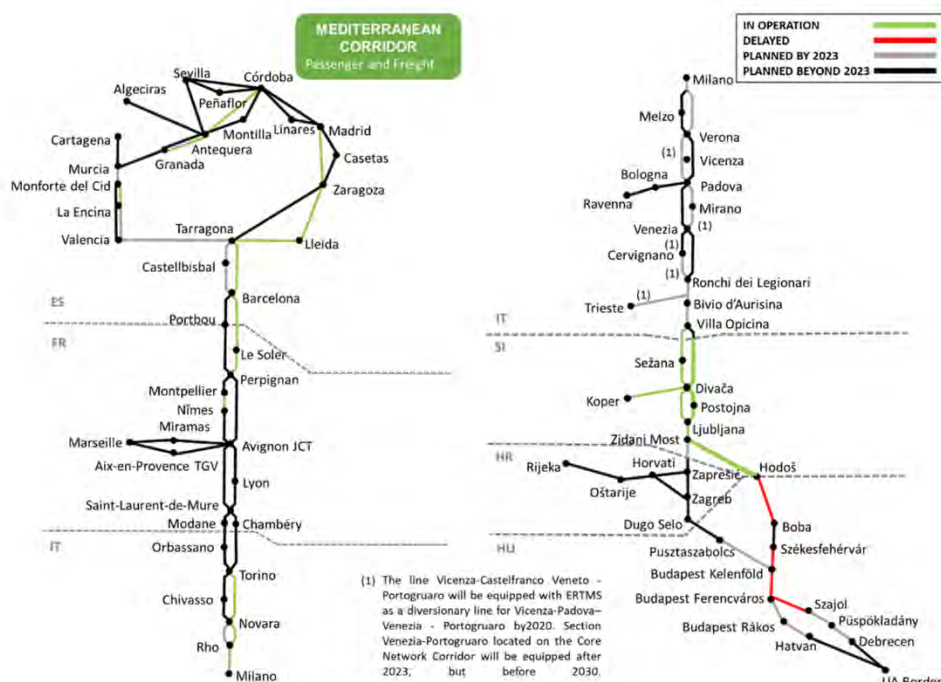 MEDITERRANEAN
CORRIDOR
Passenger and Freight
IN OPERATION
DELAYED
PLANNED BY 2023
PLANNED BEYOND 2023
Sevilla
Córdoba
Algeciras
Peñaflor
Cartagena
Montilla
Linares
Madrid
Antequera
Granada
Casetas
Murcia
Monforte del Cid
Zaragoza
La Encina
Valencia
Tarragona
Lleida
Castellbisbal
Barcelona
ES
Portbou
FR
Le Soler
Perpignan
Montpellier
Nîmes
Miramas
Marseille
Avignon JCT
Aix-en-Provence TGV
Lyon
Saint-Laurent-de-Mure
Modane
Chambéry
IT
Orbassano
Torino
Chivasso
Novara
Rho
Milano
Milano
Melzo
Verona
(1)
Vicenza
Bologna
Padova
Ravenna
Mirano
Venezia
(1)
(1)
Cervignano
(1)
Ronchi dei Legionari
(1)
Trieste
Bivio d'Aurisina
IT
Villa Opicina
SI
Sežana
Divača
Koper
Postojna
Ljubljana
Zidani Most
HR
Rijeka
Horvati
Zaprešić
Hodoš
Oštarije
Zagreb
Dugo Selo
Boba
HU
Pusztaszabolcs
Székesfehérvár
Budapest Kelenföld
Budapest Ferencváros
Szajol
Püspökladány
Budapest Rákos
Debrecen
Hatvan
UA Border
(1) The line Vicenza-Castelfranco Veneto -
Portogruaro will be equipped with ERTMS
as a diversionary line for Vicenza-Padova–
Venezia - Portogruaro by2020. Section
Venezia-Portogruaro located on the Core
Network Corridor will be equipped after
2023, but before 2030.